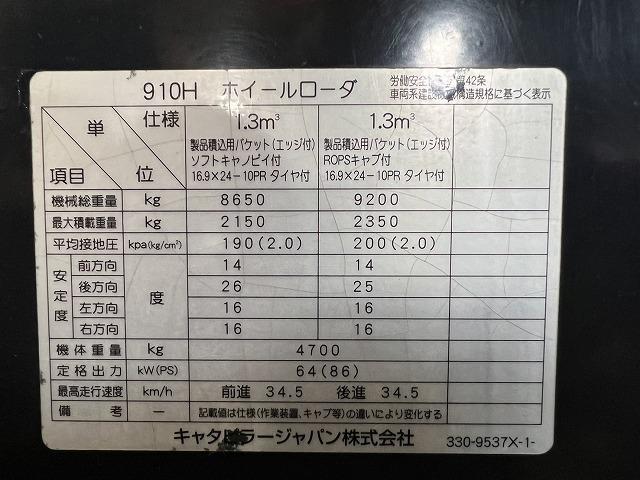 910H ホイールローダ
労働安全 第42条
車両系建設機械構造規格に基づく表示
単 仕様 1.3m³ 1.3m³
製品積込用バケット(エッジ付) 製品積込用バケット(エッジ付)
ソフトキャノピイ付 ROPSキャブ付
項目 位 16.9×24-10PR タイヤ付 16.9×24-10PR タイヤ付
機械総重量 kg 8650 9200
最大積載重量 kg 2150 2350
平均接地圧 kpa(kg/cm²) 190(2.0) 200(2.0)
安定度 前方向 度 14 14
後方向 26 25
左方向 16 16
右方向 16 16
機体重量 kg 4700
定格出力 kW(PS) 64(86)
最高走行速度 km/h 前進 34.5 後進 34.5
備考 — 記載値は仕様(作業装置、キャブ等)の違いにより変化する
キャタピラージャパン株式会社 330-9537X-1-